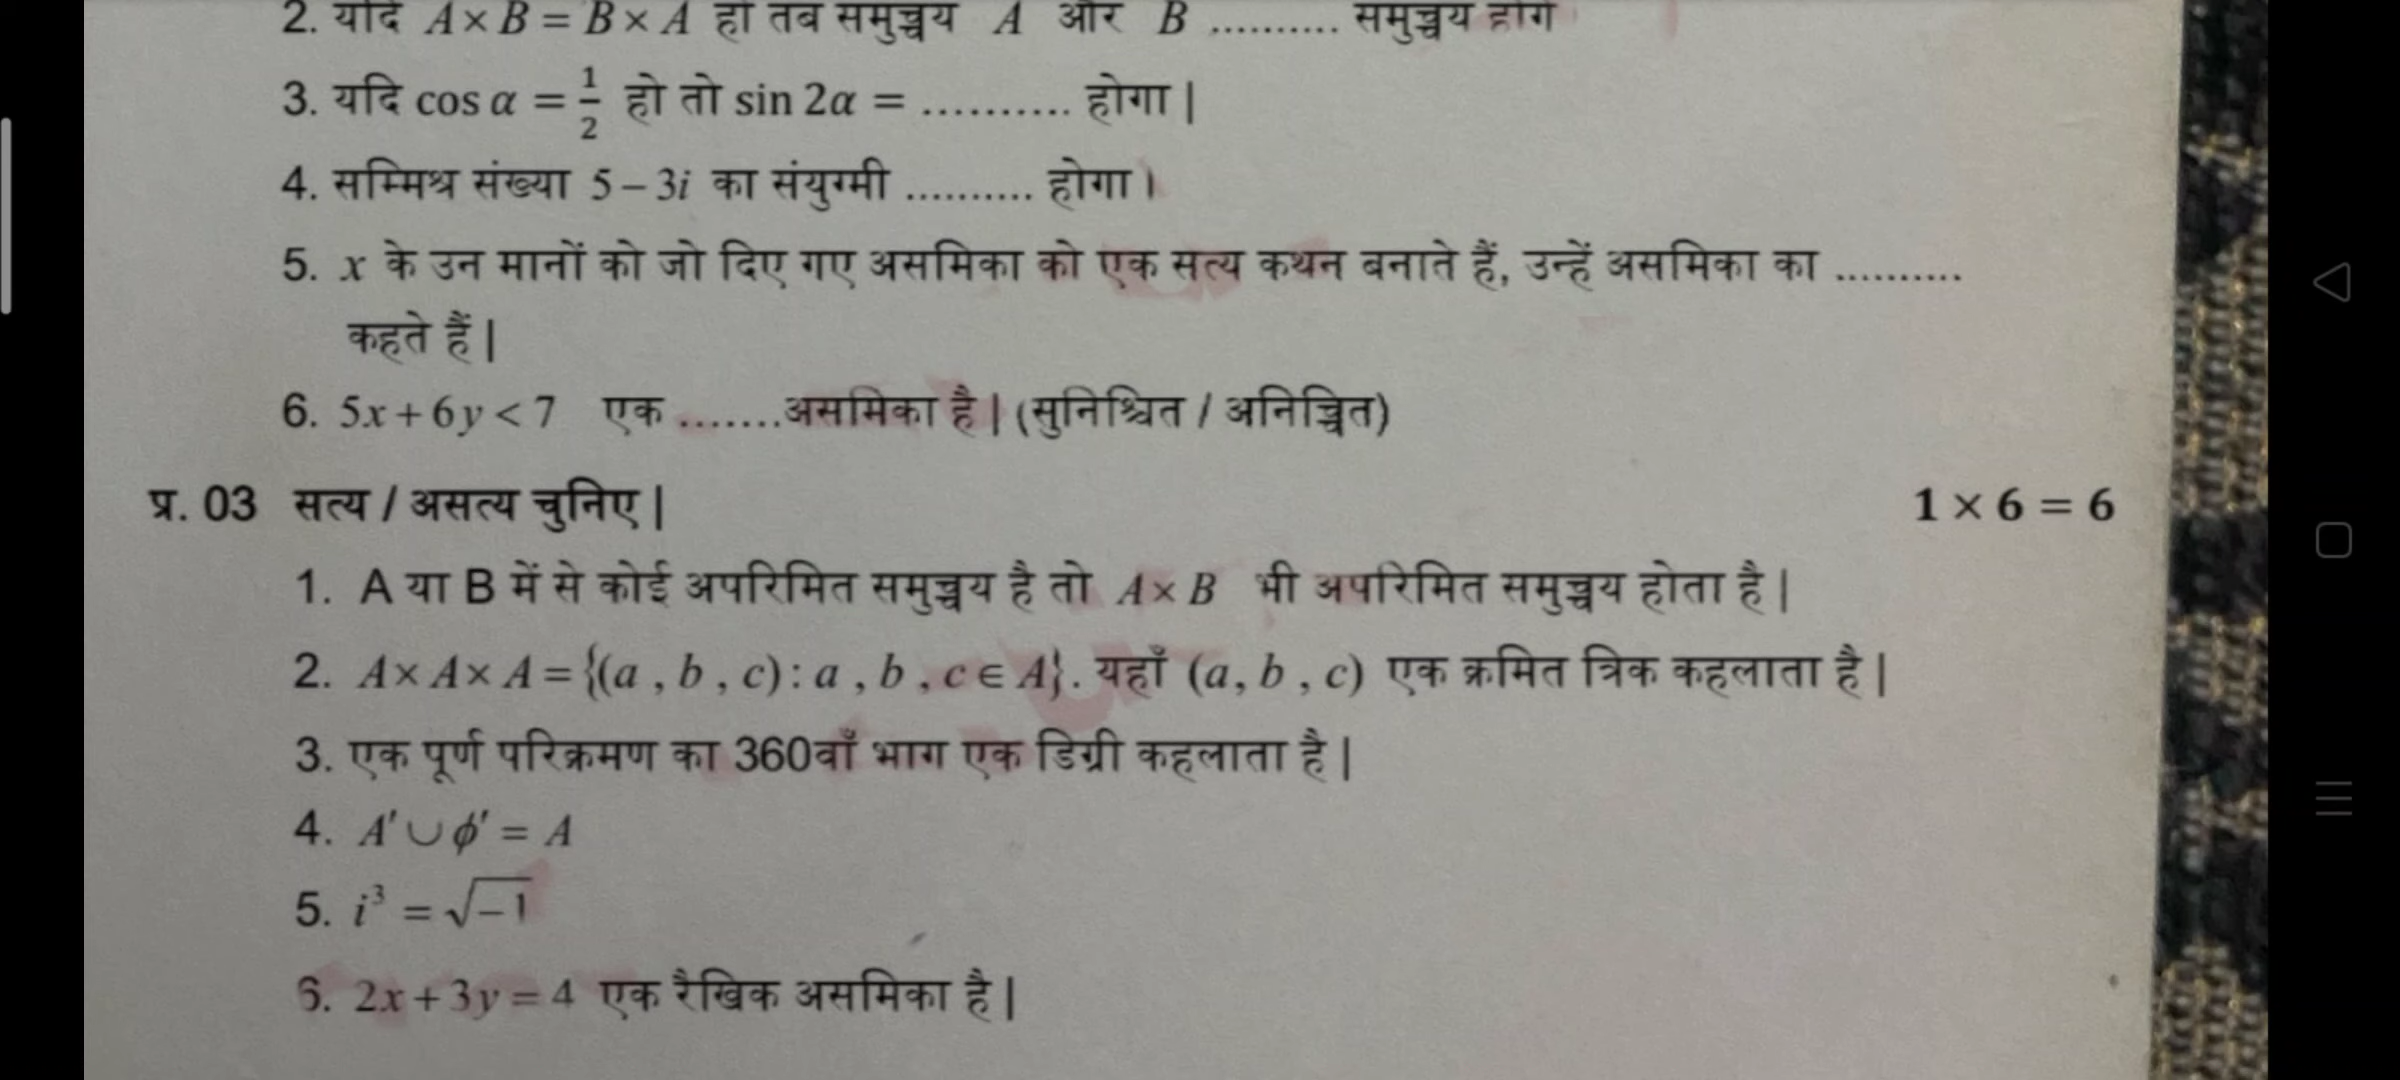 2. यदि A × B = B × A हो तब समुच्चय A और B .......... समुच्चय होंगे
3. यदि cos α = 1/2 हो तो sin 2α = ........... होगा |
4. सम्मिश्र संख्या 5 – 3i का संयुग्मी .......... होगा।
5. x के उन मानों को जो दिए गए असमिका को एक सत्य कथन बनाते हैं, उन्हें असमिका का ..........
कहते हैं |
6. 5x + 6y < 7 एक .......असमिका है | (सुनिश्चित / अनिश्चित)
प्र. 03 सत्य / असत्य चुनिए | 1 × 6 = 6
1. A या B में से कोई अपरिमित समुच्चय है तो A × B भी अपरिमित समुच्चय होता है |
2. A × A × A = {(a , b , c) : a , b , c ∈ A}. यहाँ (a, b , c) एक क्रमित त्रिक कहलाता है |
3. एक पूर्ण परिक्रमण का 360वाँ भाग एक डिग्री कहलाता है |
4. A′ ∪ ϕ′ = A
5. i³ = √–1
6. 2x + 3y = 4 एक रैखिक असमिका है |